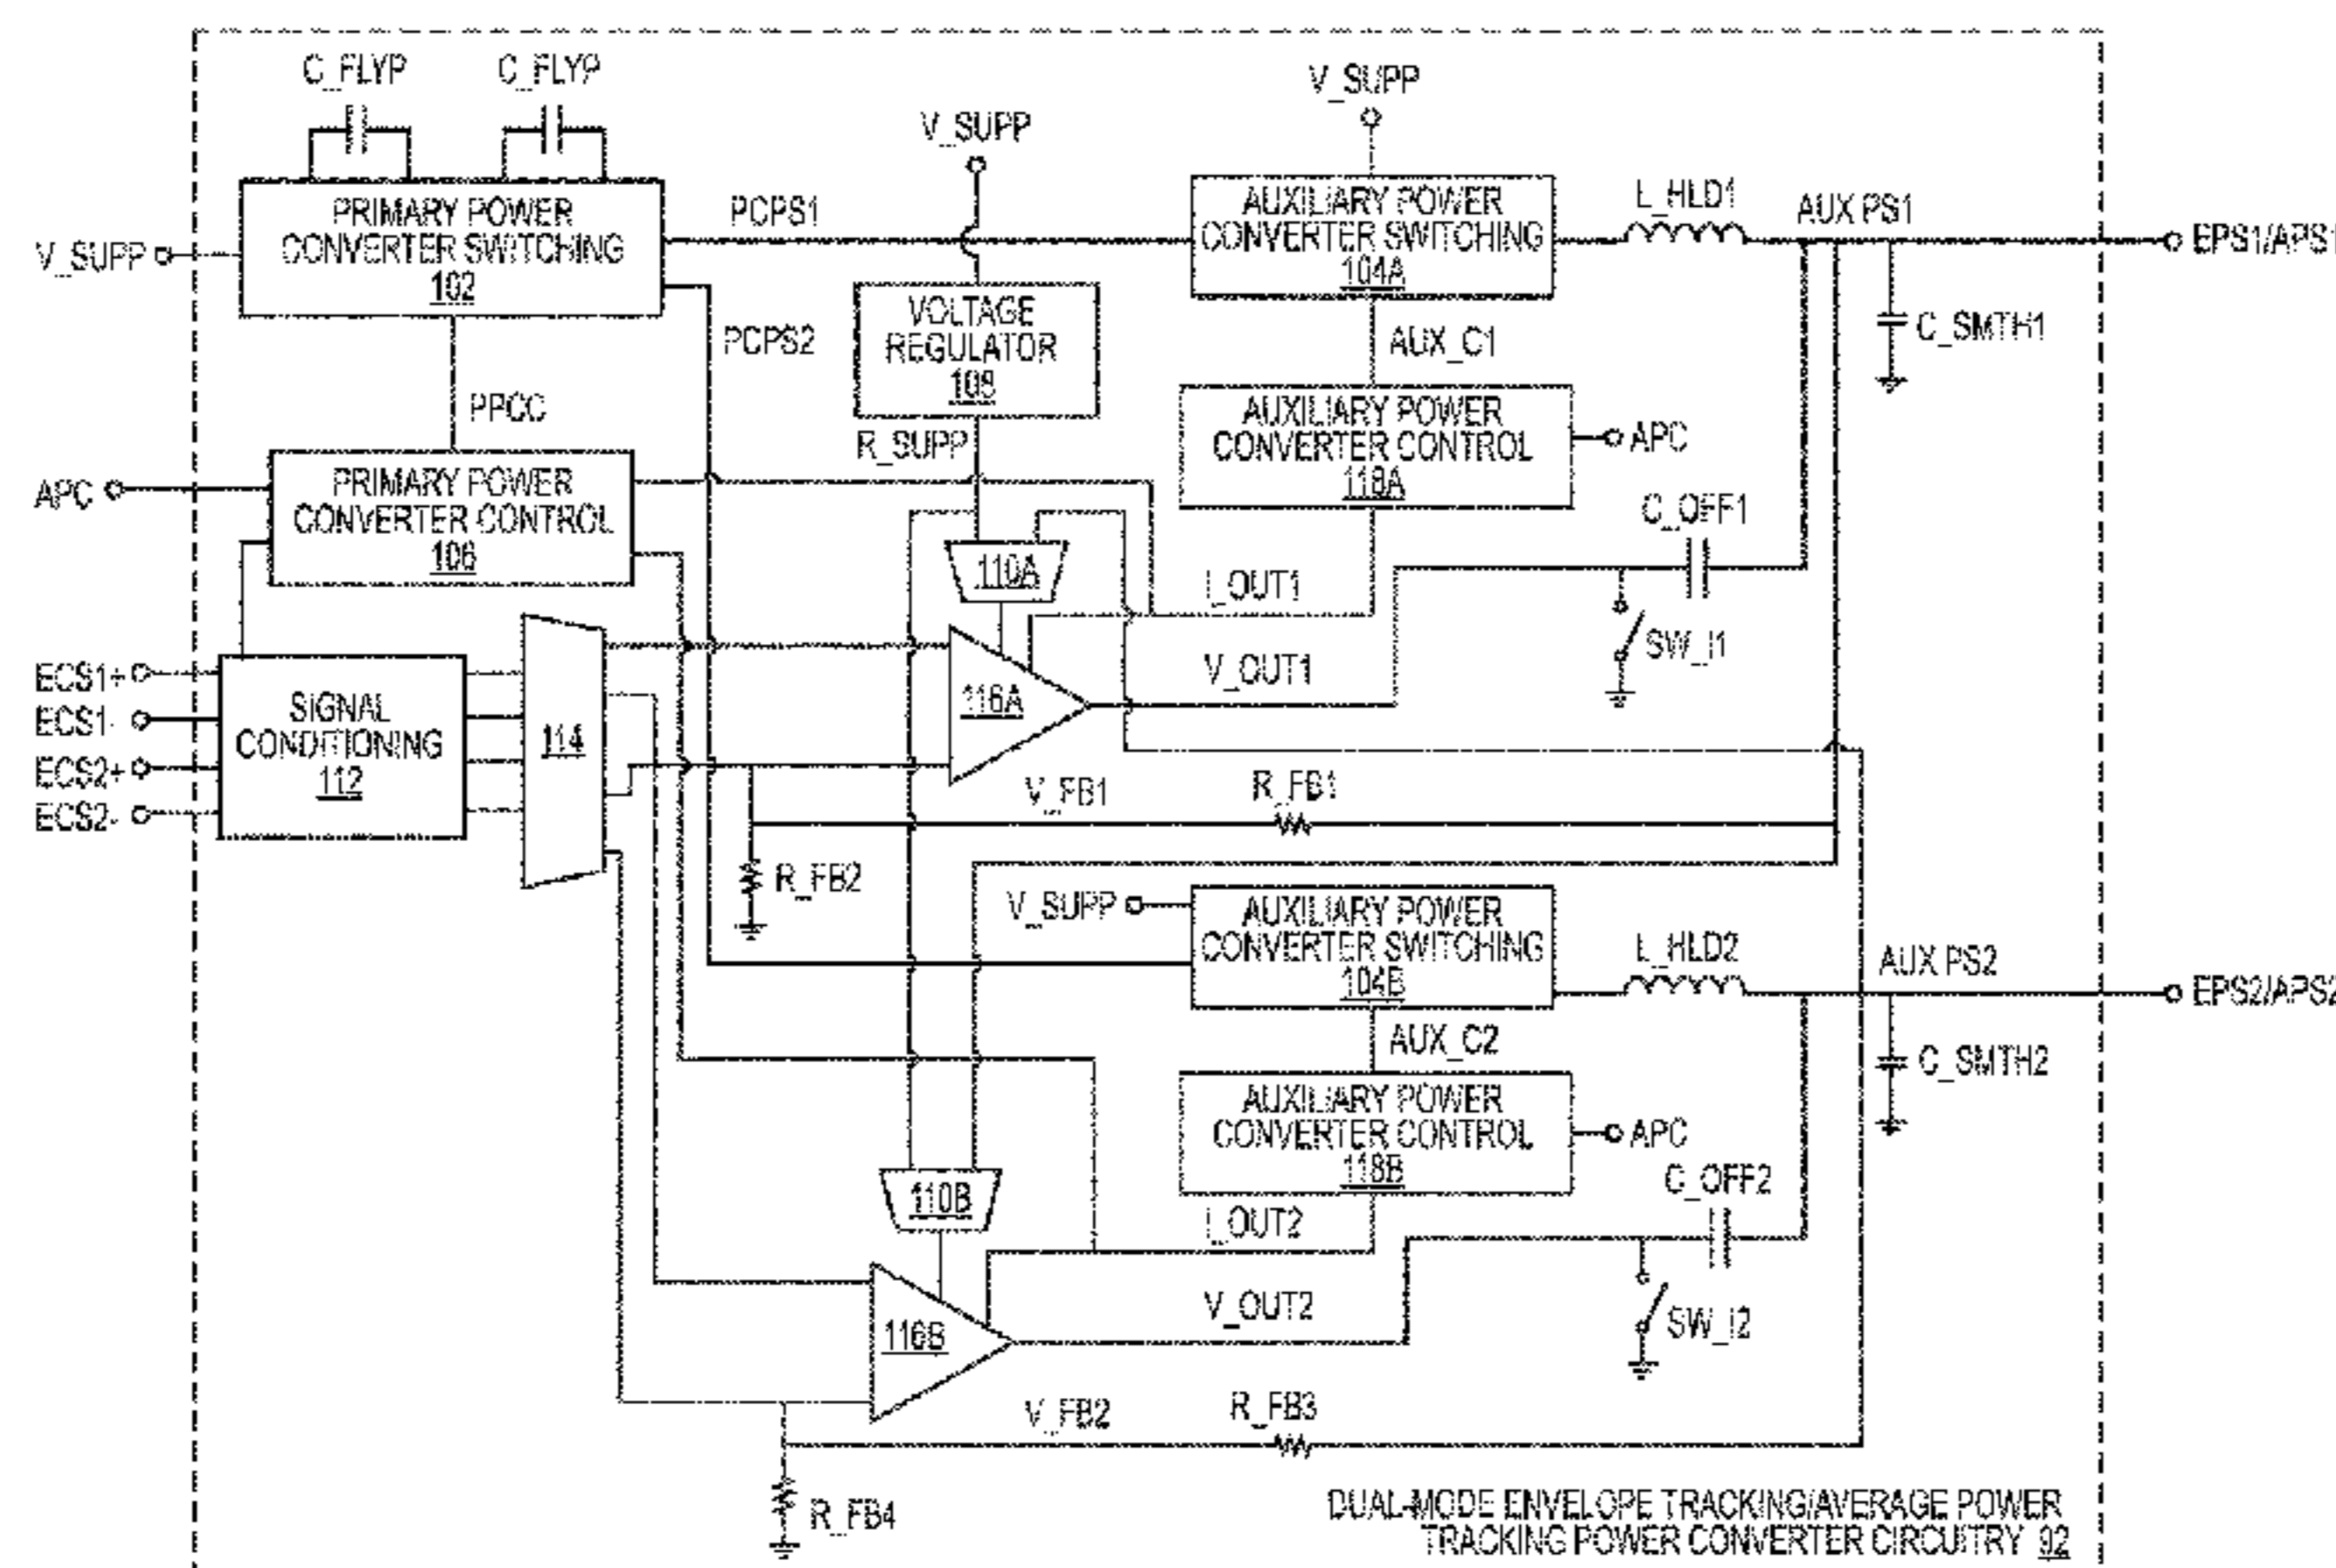 C_FLYP
C_FLYP
V_SUPP
V_SUPP
V_SUPP
PRIMARY POWER
CONVERTER SWITCHING
102
PCPS1
PCPS2
AUXILIARY POWER
CONVERTER SWITCHING
104A
L_HLD1
AUX PS1
EPS1/APS1
VOLTAGE
REGULATOR
108
C_SMTH1
AUX_C1
PPCC
R_SUPP
AUXILIARY POWER
CONVERTER CONTROL
118A
APC
APC
PRIMARY POWER
CONVERTER CONTROL
106
C_OFF1
110A
I_OUT1
SW_I1
ECS1+
ECS1-
ECS2+
ECS2-
SIGNAL
CONDITIONING
112
114
116A
V_OUT1
V_FB1
R_FB1
R_FB2
V_SUPP
AUXILIARY POWER
CONVERTER SWITCHING
104B
L_HLD2
AUX PS2
EPS2/APS2
AUX_C2
C_SMTH2
AUXILIARY POWER
CONVERTER CONTROL
118B
APC
C_OFF2
110B
I_OUT2
V_OUT2
SW_I2
116B
V_FB2
R_FB3
R_FB4
DUAL-MODE ENVELOPE TRACKING/AVERAGE POWER
TRACKING POWER CONVERTER CIRCUITRY 92